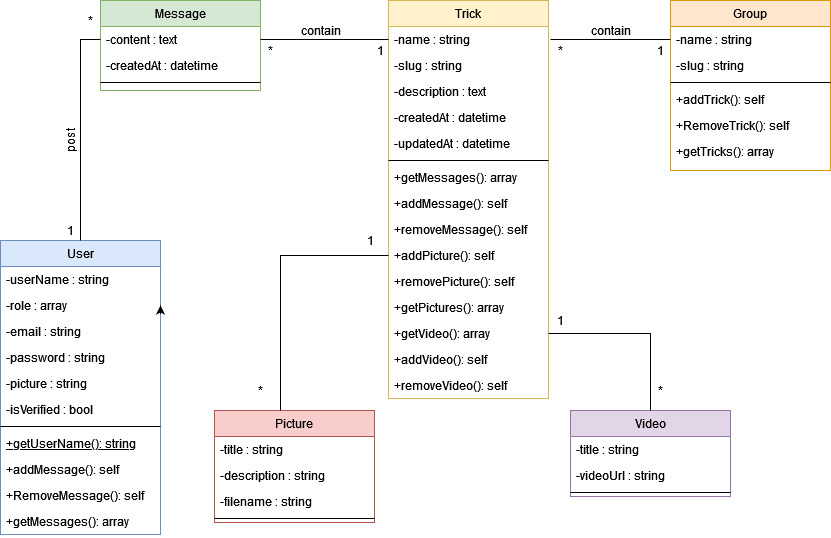 Message
-content : text
-createdAt : datetime
*
contain
*
1
Trick
-name : string
-slug : string
-description : text
-createdAt : datetime
-updatedAt : datetime
+getMessages(): array
+addMessage(): self
+removeMessage(): self
+addPicture(): self
+removePicture(): self
+getPictures(): array
+getVideo(): array
+addVideo(): self
+removeVideo(): self
contain
*
1
Group
-name : string
-slug : string
+addTrick(): self
+RemoveTrick(): self
+getTricks(): array
post
1
User
-userName : string
-role : array
-email : string
-password : string
-picture : string
-isVerified : bool
+getUserName(): string
+addMessage(): self
+RemoveMessage(): self
+getMessages(): array
1
*
Picture
-title : string
-description : string
-filename : string
1
*
Video
-title : string
-videoUrl : string